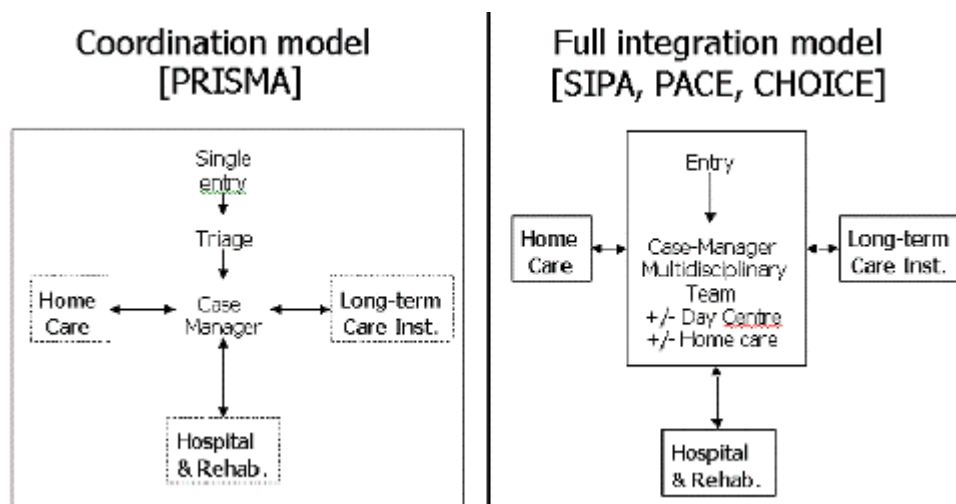 Coordination model
[PRISMA]
Single
entry
Triage
Home
Care
Case
Manager
Long-term
Care Inst.
Hospital
& Rehab.
Full integration model
[SIPA, PACE, CHOICE]
Entry
Home
Care
Case-Manager
Multidisciplinary
Team
+/- Day Centre
+/- Home care
Long-term
Care Inst.
Hospital
& Rehab.